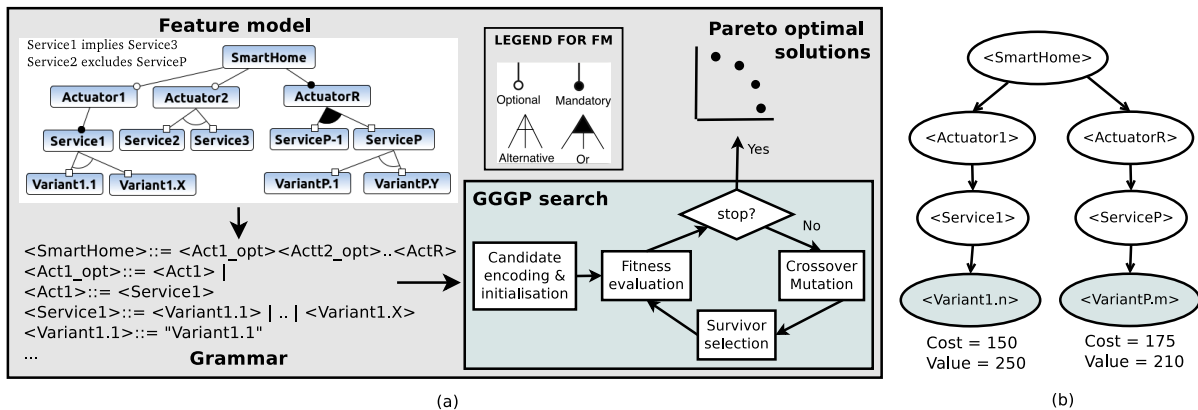 Feature model
Service1 implies Service3
Service2 excludes ServiceP
SmartHome
Actuator1
Actuator2
ActuatorR
Service1
Service2
Service3
ServiceP-1
ServiceP
Variant1.1
Variant1.X
VariantP.1
VariantP.Y
LEGEND FOR FM
Optional
Mandatory
Alternative
Or
Pareto optimal
solutions
Yes
<SmartHome>::= <Act1_opt><Actt2_opt>..<ActR>
<Act1_opt>::= <Act1> |
<Act1>::= <Service1>
<Service1>::= <Variant1.1> | .. | <Variant1.X>
<Variant1.1>::= "Variant1.1"
...
Grammar
GGGP search
stop?
No
Candidate
encoding &
initialisation
Fitness
evaluation
Crossover
Mutation
Survivor
selection
(a)
<SmartHome>
<Actuator1>
<ActuatorR>
<Service1>
<ServiceP>
<Variant1.n>
<VariantP.m>
Cost = 150
Value = 250
Cost = 175
Value = 210
(b)